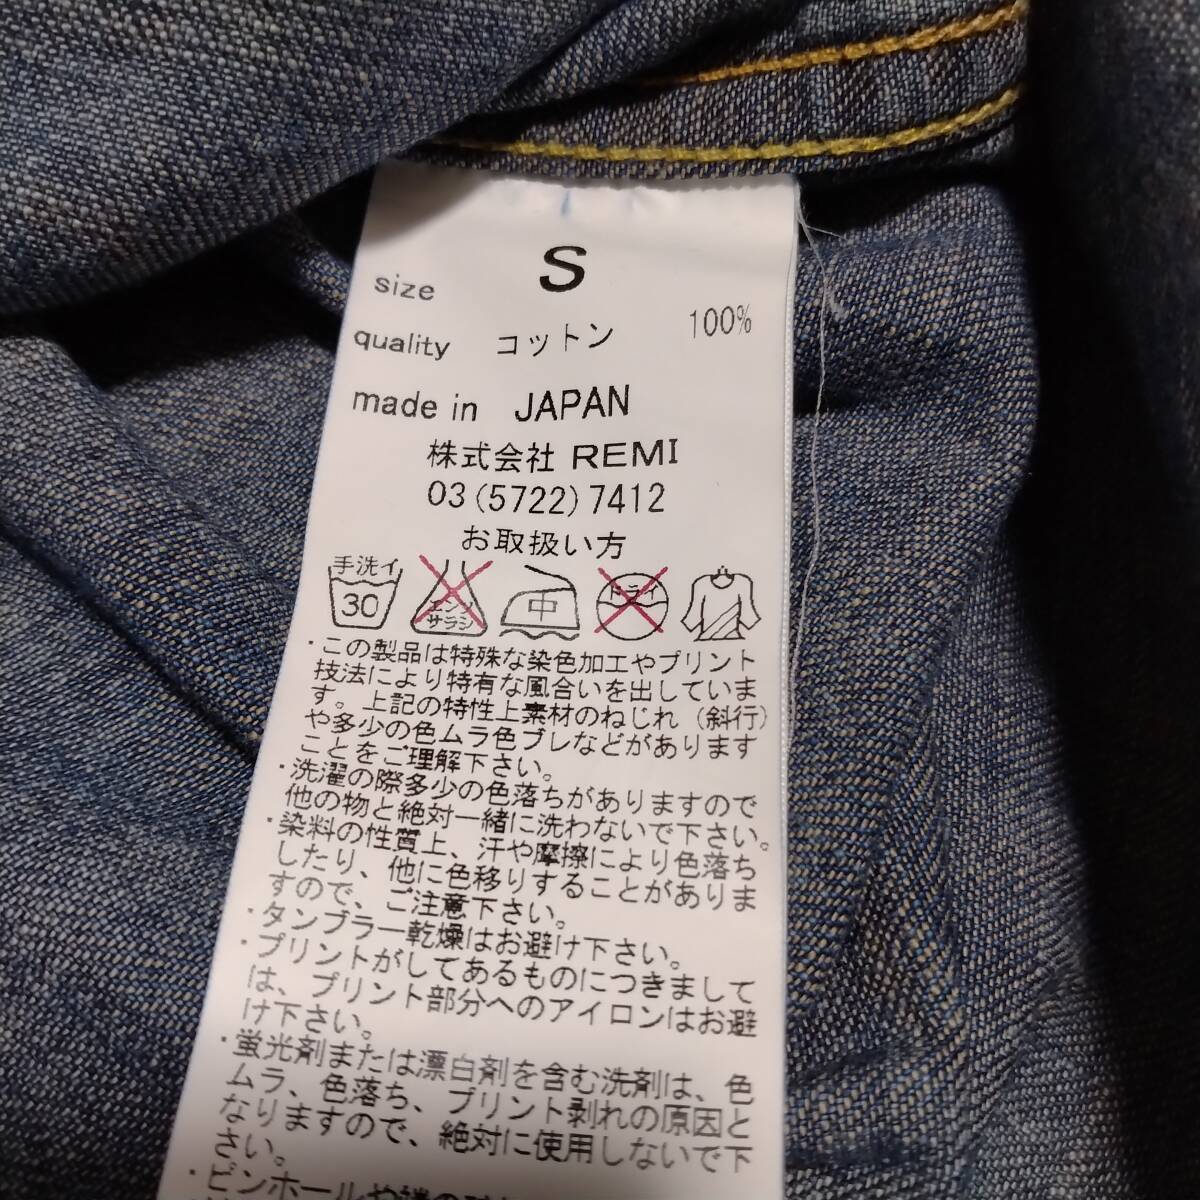 S
size
quality コットン 100%
made in JAPAN
株式会社 REMI
03(5722)7412
お取扱い方
手洗イ
30
エンソ
サラシ
中
ドライ
・この製品は特殊な染色加工やプリント
技法により特有な風合いを出していま
す。上記の特性上素材のねじれ（斜行）
や多少の色ムラ色ブレなどがあります
ことをご理解下さい。
・洗濯の際多少の色落ちがありますので
他の物と絶対一緒に洗わないで下さい。
・染料の性質上、汗や摩擦により色落ち
したり、他に色移りすることがありま
すので、ご注意下さい。
・タンブラー乾燥はお避け下さい。
・プリントがしてあるものにつきまして
は、プリント部分へのアイロンはお避
け下さい。
・蛍光剤または漂白剤を含む洗剤は、色
ムラ、色落ち、プリント剥れの原因と
なりますので、絶対に使用しないで下
さい。
・ピンホールや